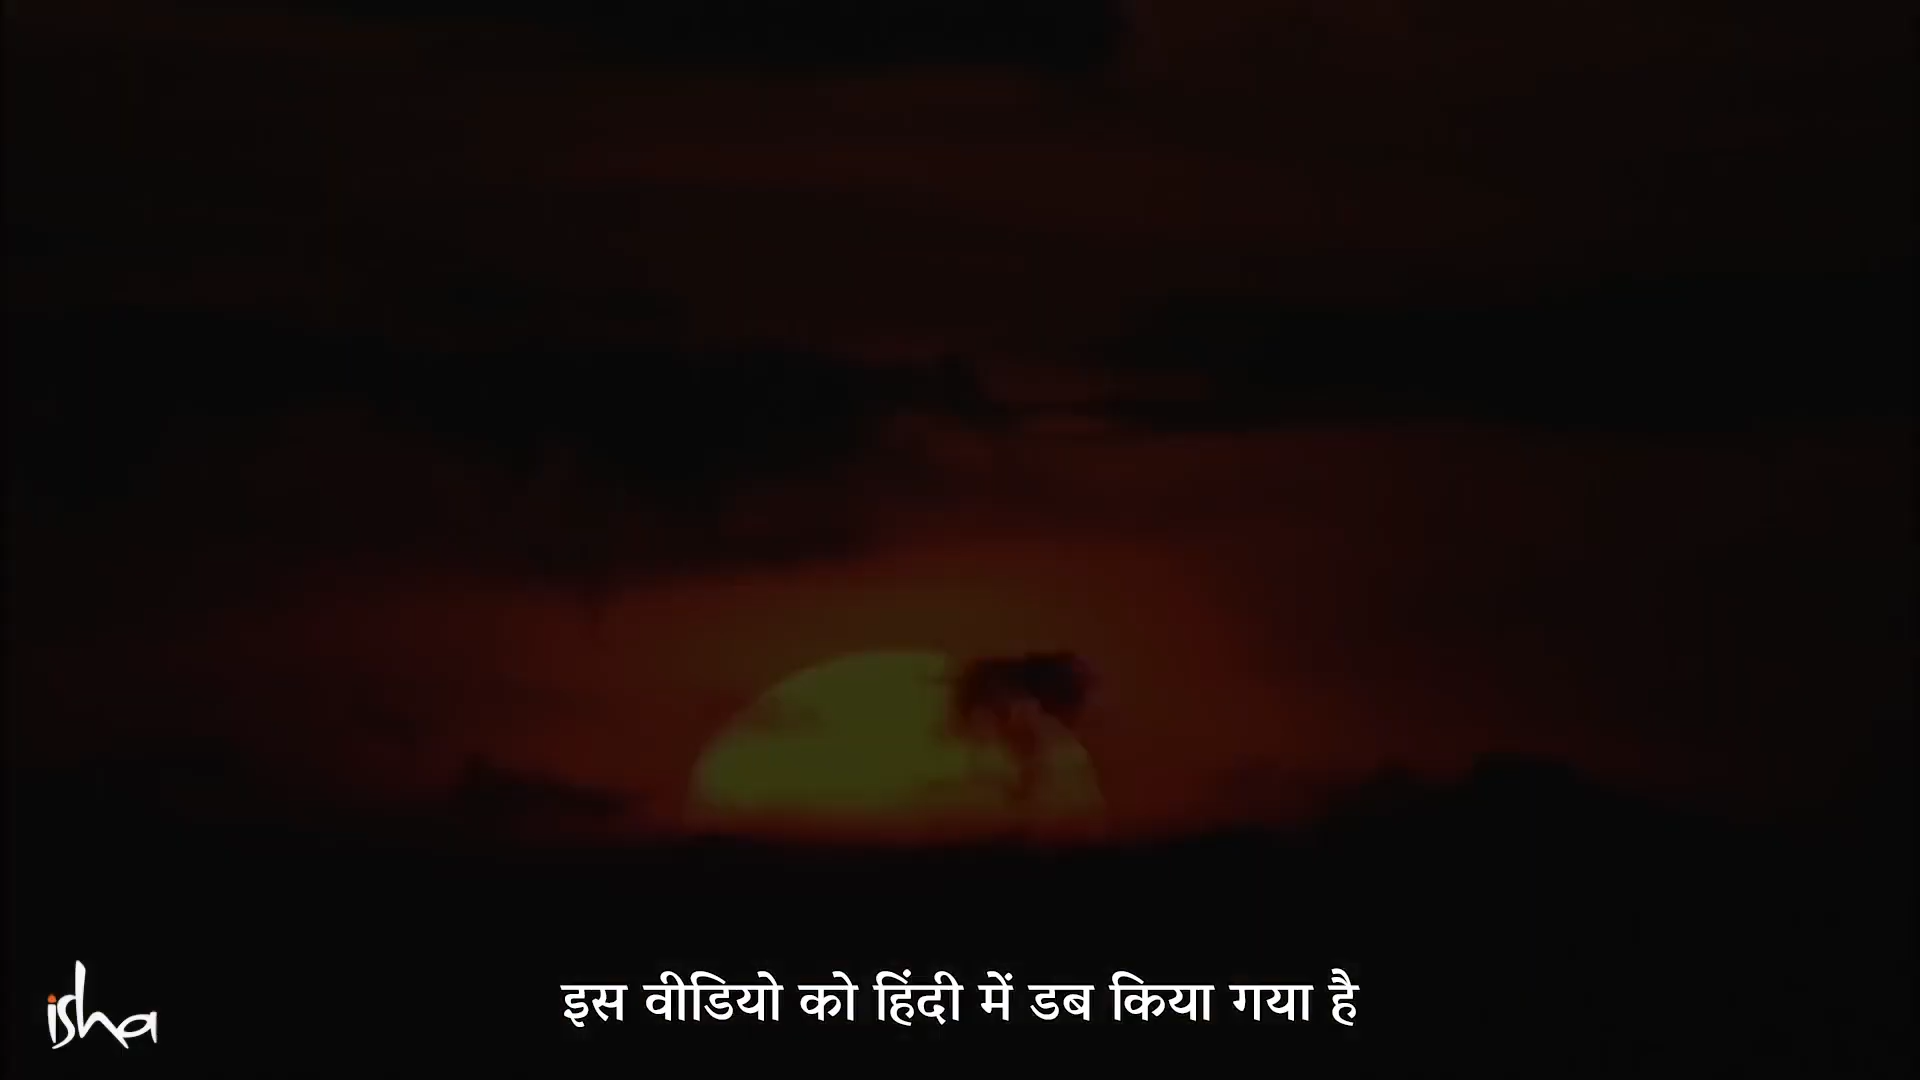 इस वीडियो को हिंदी में डब किया गया है
isha